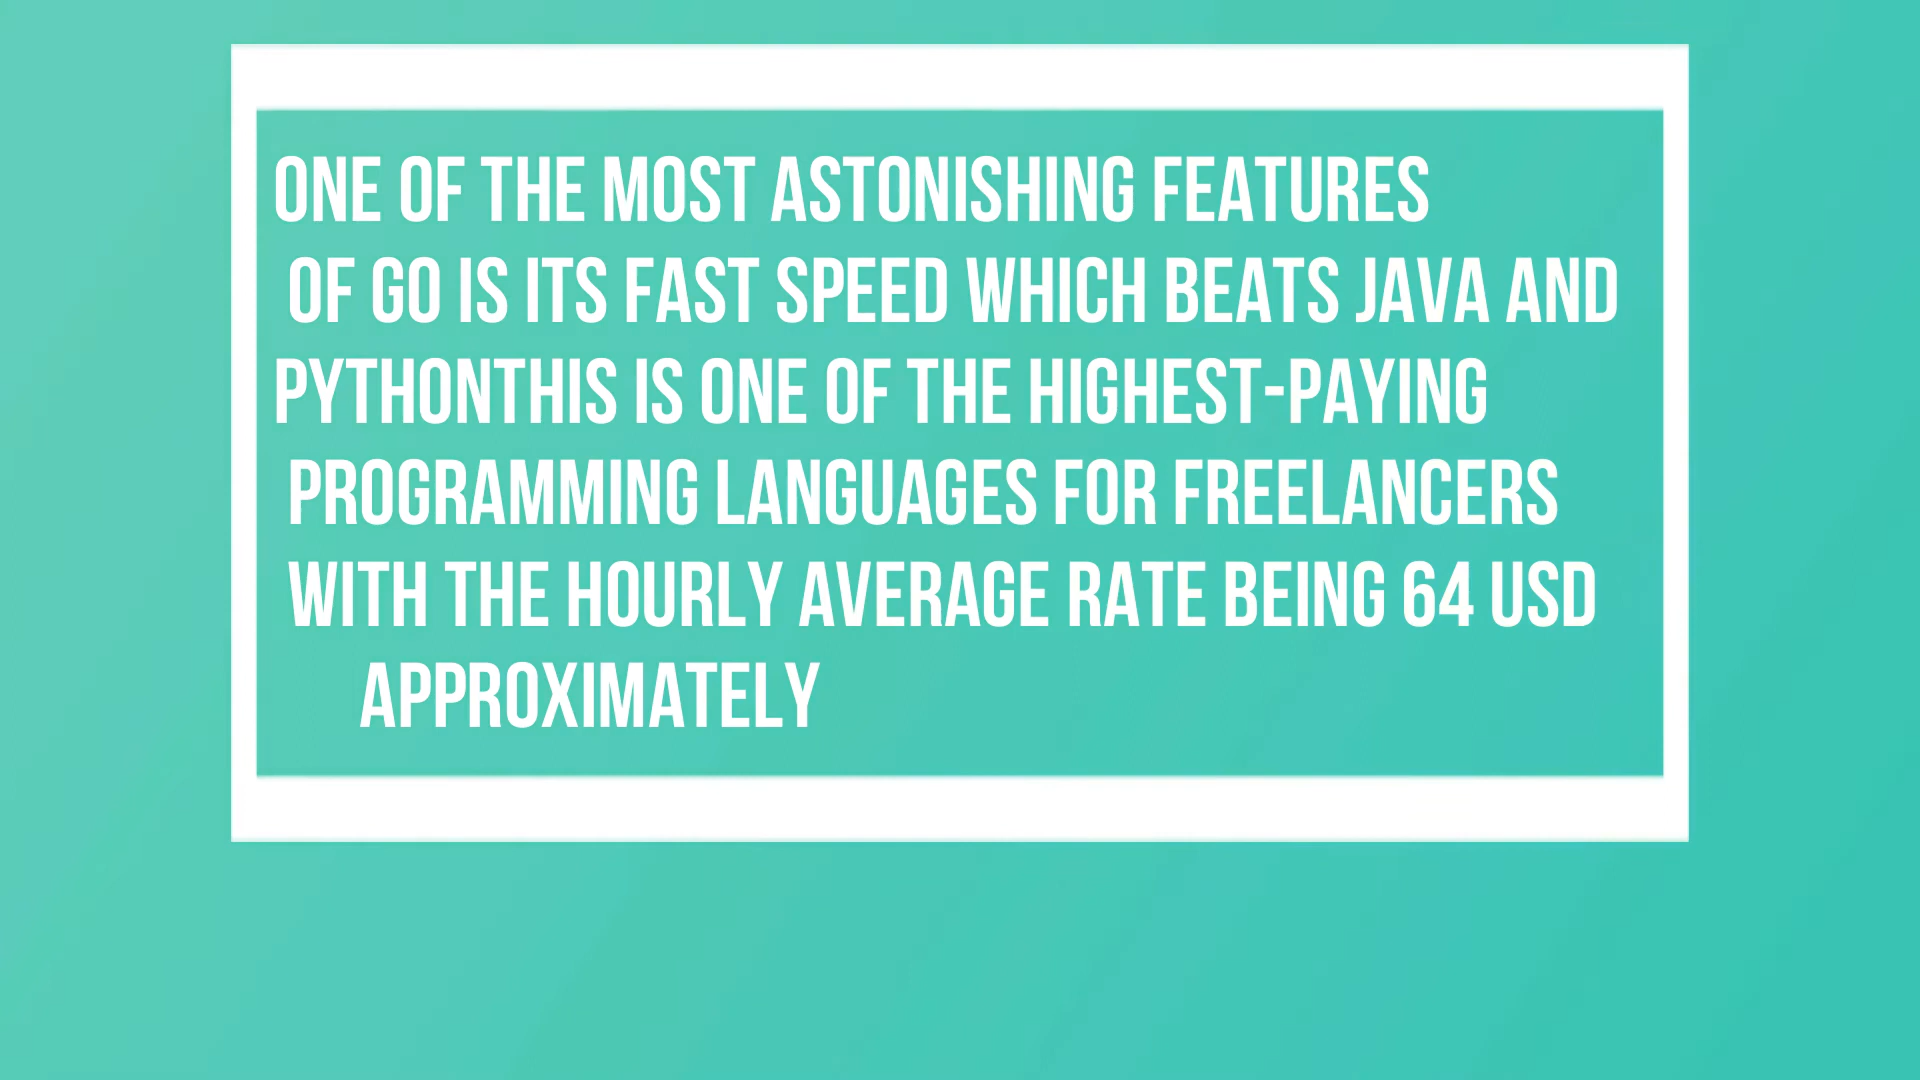 ONE OF THE MOST ASTONISHING FEATURES
OF GO IS ITS FAST SPEED WHICH BEATS JAVA AND
PYTHONTHIS IS ONE OF THE HIGHEST-PAYING
PROGRAMMING LANGUAGES FOR FREELANCERS
WITH THE HOURLY AVERAGE RATE BEING 64 USD
APPROXIMATELY